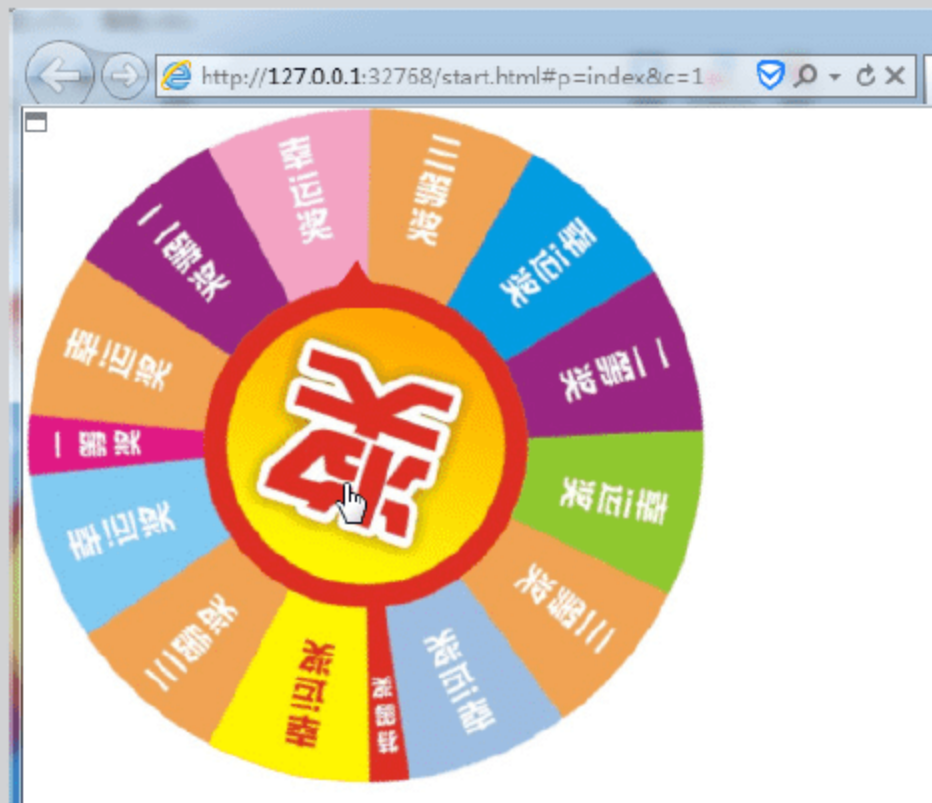 http://127.0.0.1:32768/start.html#p=index&c=1
幸运奖
三等奖
幸运奖
二等奖
幸运奖
三等奖
幸运奖
特等奖
幸运奖
三等奖
幸运奖
一等奖
幸运奖
二等奖
奖